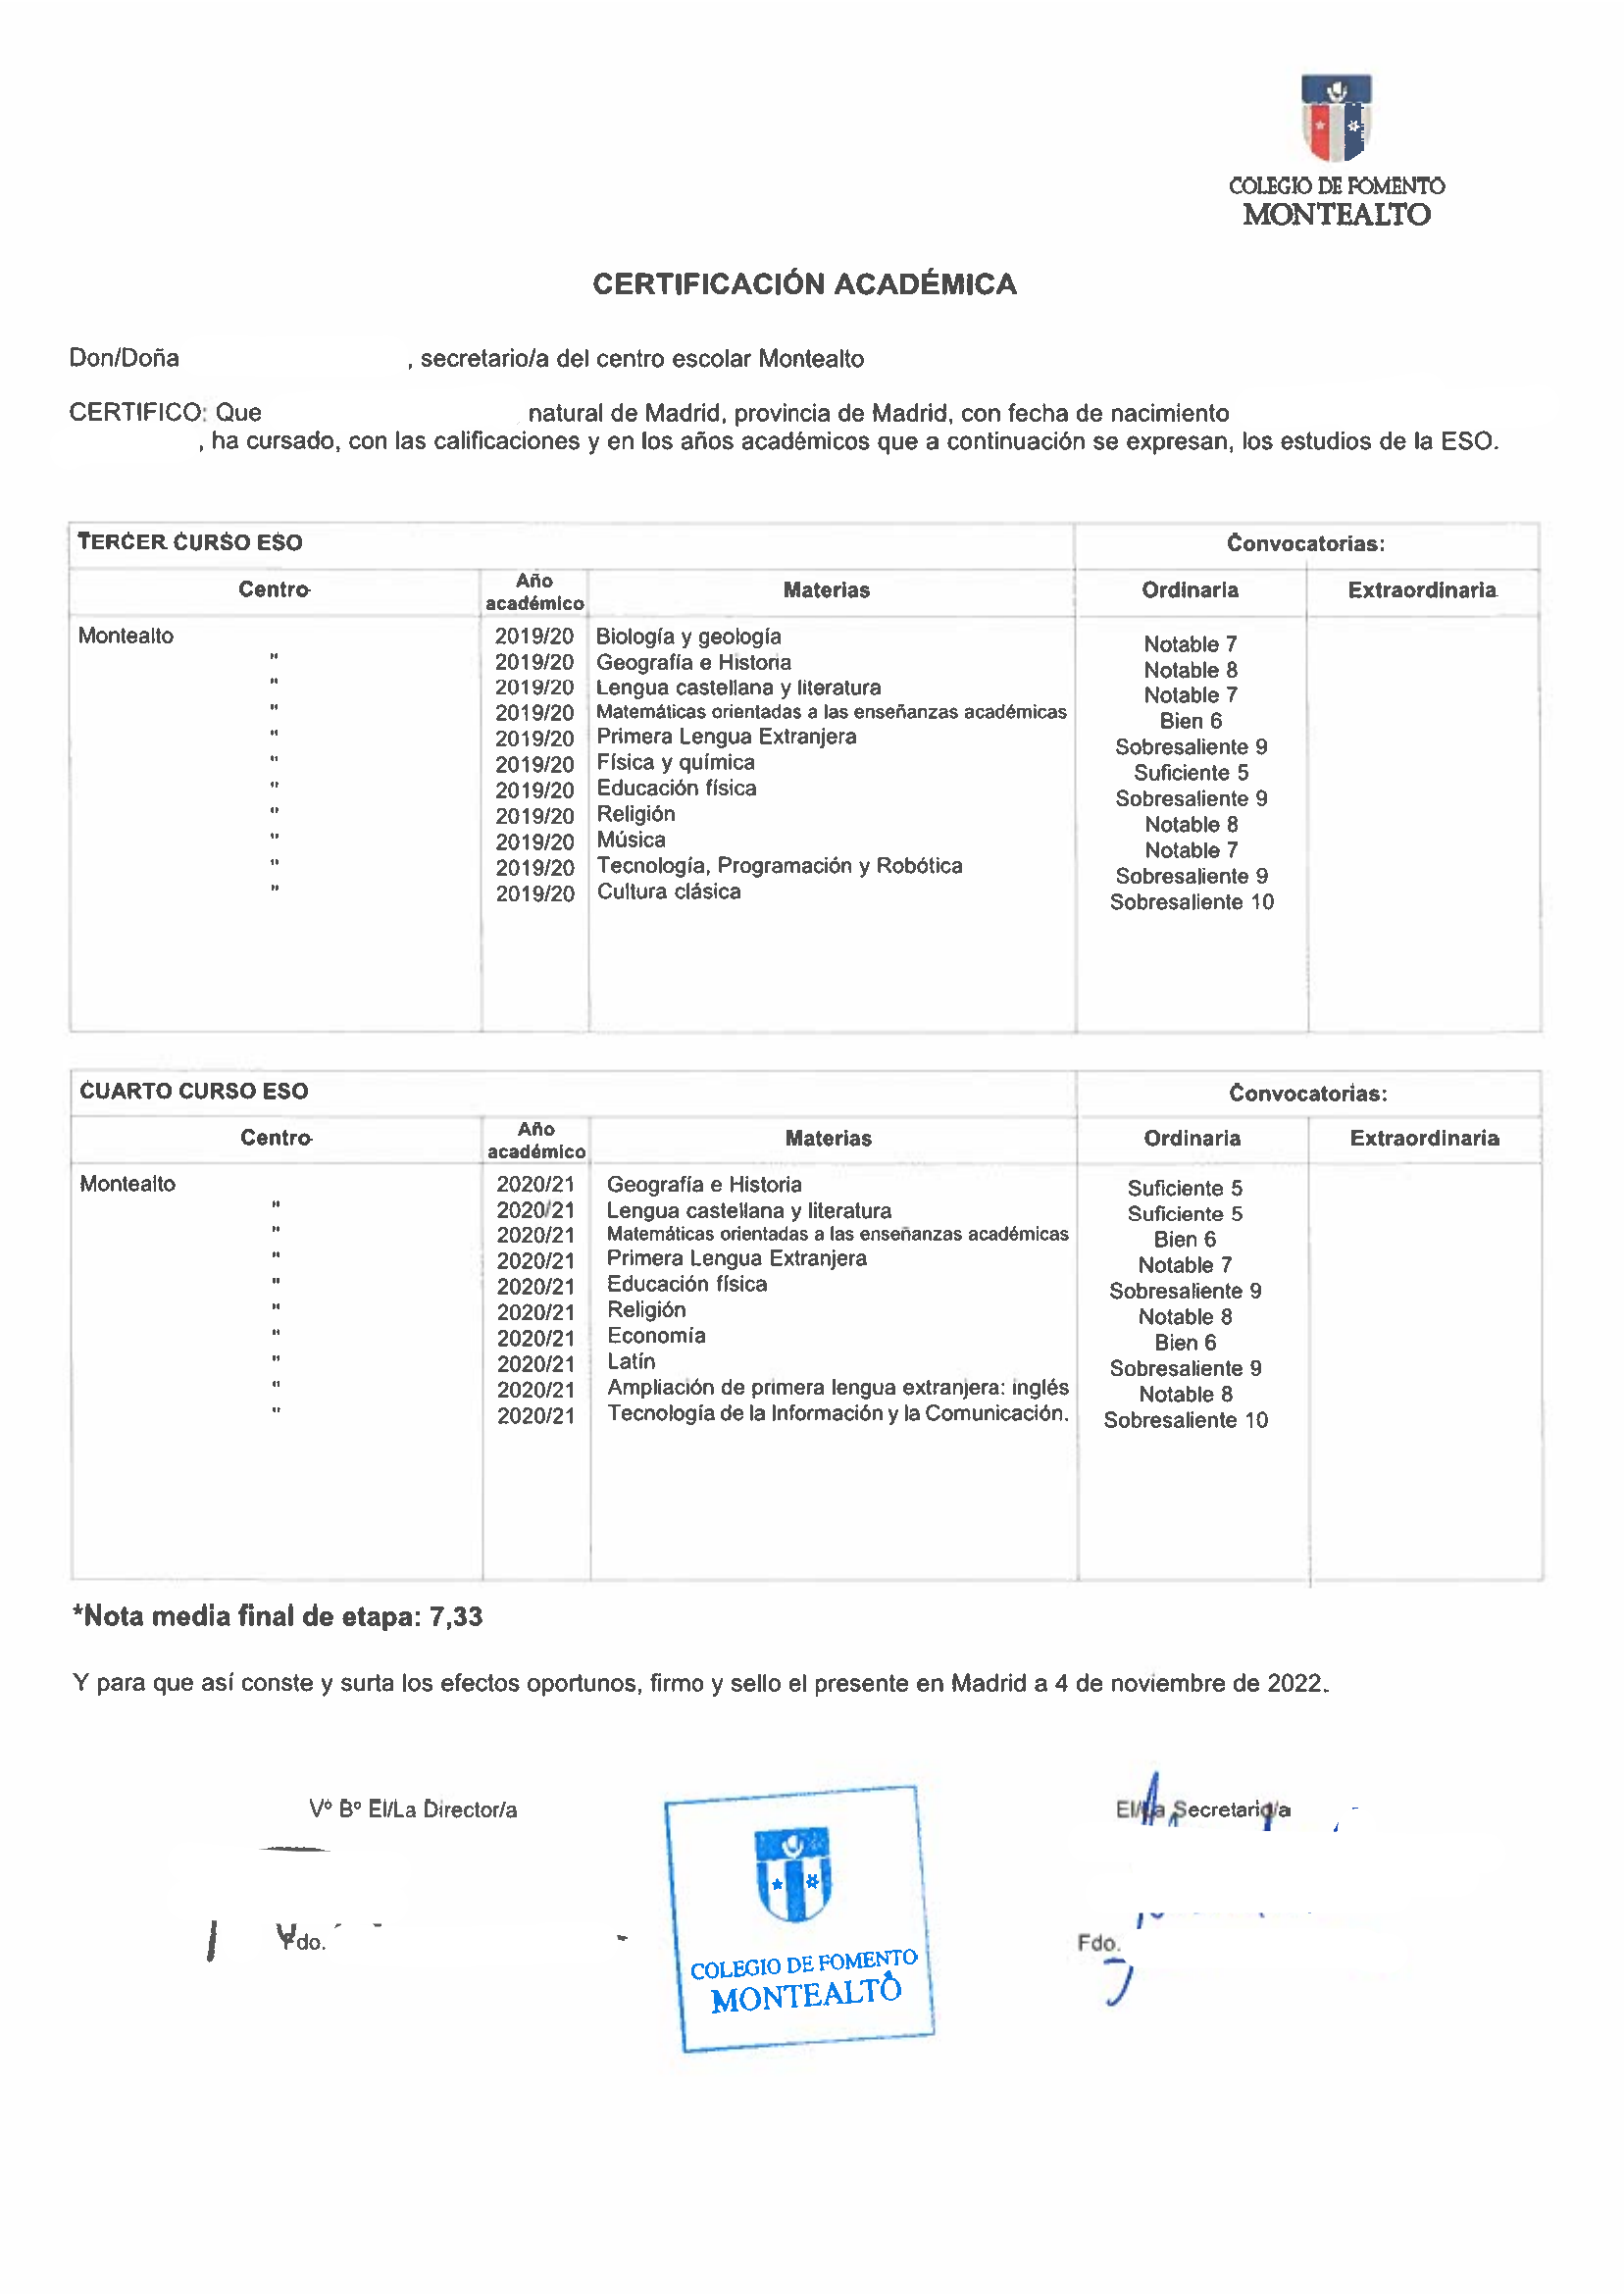 COLEGIO DE FOMENTO
MONTEALTO
CERTIFICACIÓN ACADÉMICA
Don/Doña , secretario/a del centro escolar Montealto
CERTIFICO: Que natural de Madrid, provincia de Madrid, con fecha de nacimiento
, ha cursado, con las calificaciones y en los años académicos que a continuación se expresan, los estudios de la ESO.
TERCER CURSO ESO Convocatorias:
Centro Año académico Materias Ordinaria Extraordinaria
Montealto 2019/20 Biología y geología Notable 7
" 2019/20 Geografía e Historia Notable 8
" 2019/20 Lengua castellana y literatura Notable 7
" 2019/20 Matemáticas orientadas a las enseñanzas académicas Bien 6
" 2019/20 Primera Lengua Extranjera Sobresaliente 9
" 2019/20 Física y química Suficiente 5
" 2019/20 Educación física Sobresaliente 9
" 2019/20 Religión Notable 8
" 2019/20 Música Notable 7
" 2019/20 Tecnología, Programación y Robótica Sobresaliente 9
" 2019/20 Cultura clásica Sobresaliente 10
CUARTO CURSO ESO Convocatorias:
Centro Año académico Materias Ordinaria Extraordinaria
Montealto 2020/21 Geografía e Historia Suficiente 5
" 2020/21 Lengua castellana y literatura Suficiente 5
" 2020/21 Matemáticas orientadas a las enseñanzas académicas Bien 6
" 2020/21 Primera Lengua Extranjera Notable 7
" 2020/21 Educación física Sobresaliente 9
" 2020/21 Religión Notable 8
" 2020/21 Economía Bien 6
" 2020/21 Latín Sobresaliente 9
" 2020/21 Ampliación de primera lengua extranjera: inglés Notable 8
" 2020/21 Tecnología de la Información y la Comunicación. Sobresaliente 10
*Nota media final de etapa: 7,33
Y para que así conste y surta los efectos oportunos, firmo y sello el presente en Madrid a 4 de noviembre de 2022.
Vº Bº El/La Director/a El/La Secretario/a
Fdo. Fdo.
COLEGIO DE FOMENTO
MONTEALTO